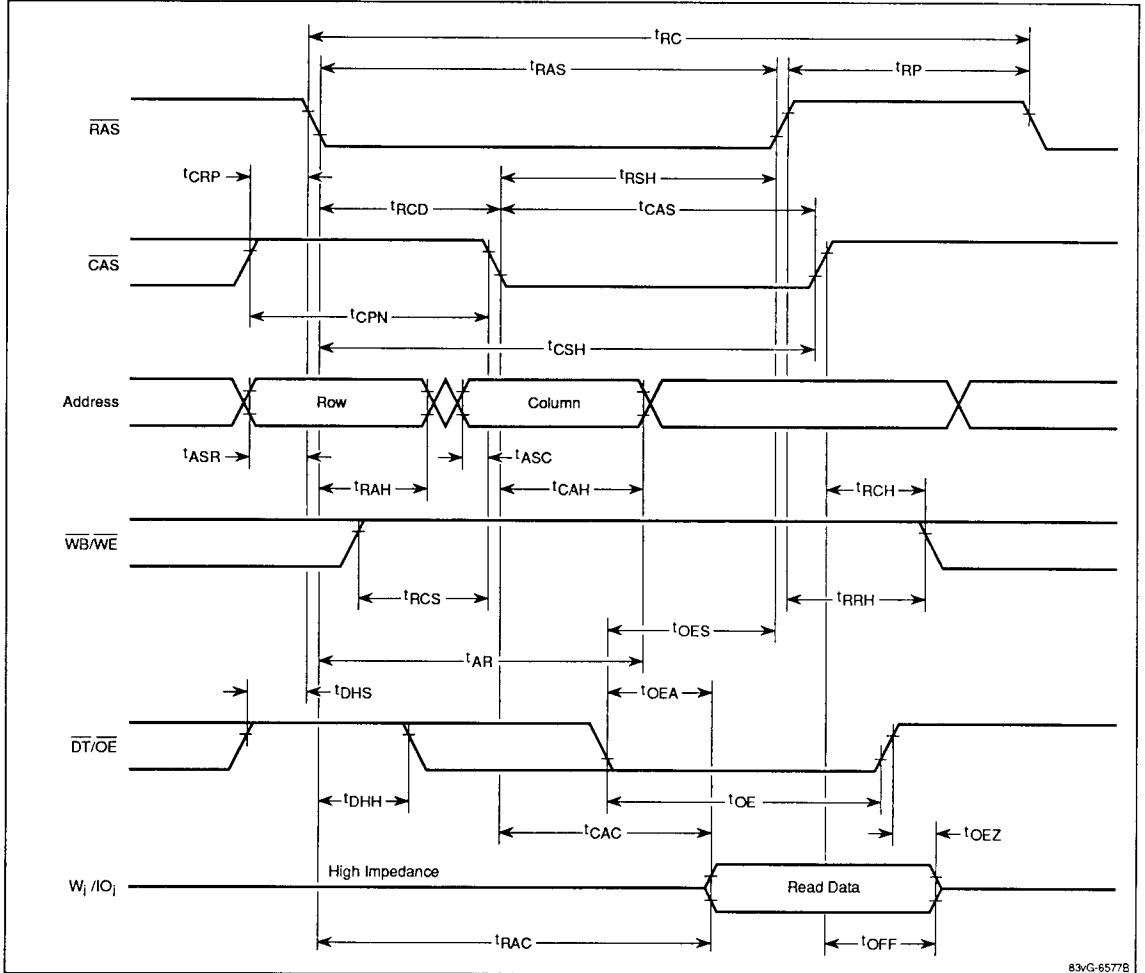 tRC
tRAS
tRP
RAS
tCRP
tRSH
tRCD
tCAS
CAS
tCPN
tCSH
Address
Row
Column
tASR
tASC
tRAH
tCAH
tRCH
WB/WE
tRCS
tRRH
tOES
tAR
tDHS
tOEA
DT/OE
tDHH
tOE
tCAC
tOEZ
High Impedance
Wj /IOj
Read Data
tRAC
tOFF
83vG-6577B